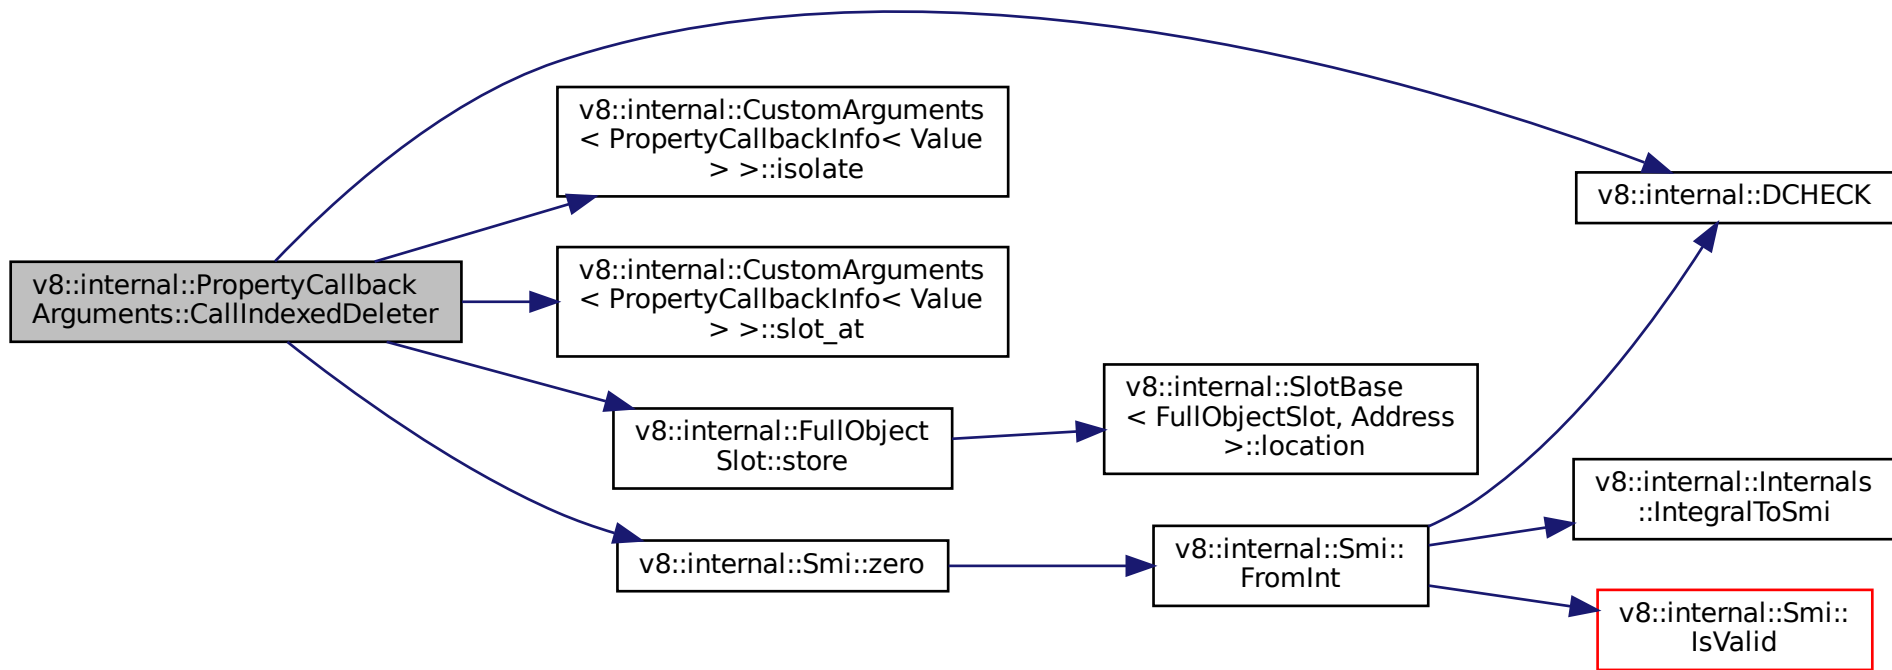 v8::internal::PropertyCallback
Arguments::CallIndexedDeleter
v8::internal::CustomArguments
< PropertyCallbackInfo< Value
> >::isolate
v8::internal::CustomArguments
< PropertyCallbackInfo< Value
> >::slot_at
v8::internal::FullObject
Slot::store
v8::internal::Smi::zero
v8::internal::SlotBase
< FullObjectSlot, Address
>::location
v8::internal::Smi::
FromInt
v8::internal::DCHECK
v8::internal::Internals
::IntegralToSmi
v8::internal::Smi::
IsValid